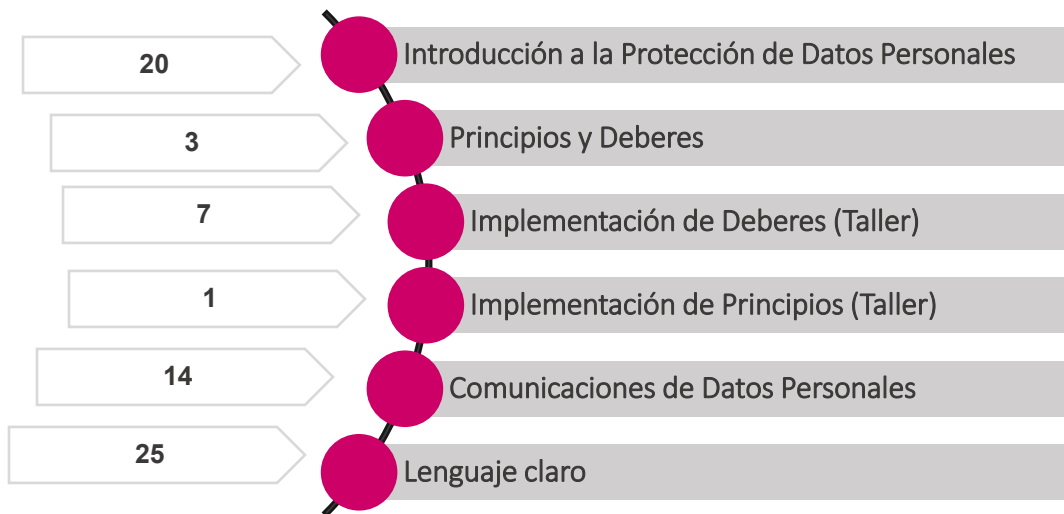 20
Introducción a la Protección de Datos Personales
3
Principios y Deberes
7
Implementación de Deberes (Taller)
1
Implementación de Principios (Taller)
14
Comunicaciones de Datos Personales
25
Lenguaje claro